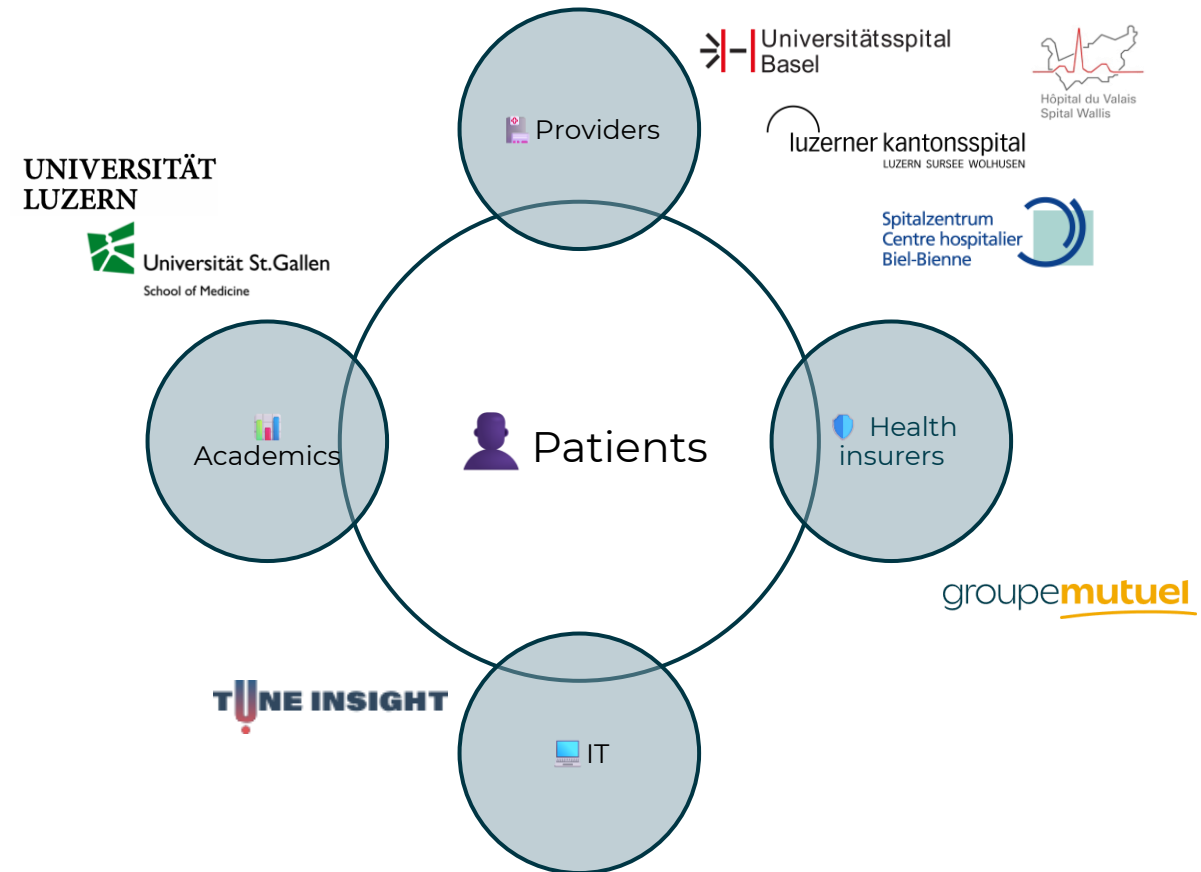 Universitätsspital
Basel
Hôpital du Valais
Spital Wallis
Providers
luzerner kantonsspital
LUZERN SURSEE WOLHUSEN
UNIVERSITÄT
LUZERN
Spitalzentrum
Centre hospitalier
Biel-Bienne
Universität St.Gallen
School of Medicine
Academics
Patients
Health
insurers
groupemutuel
TUNE INSIGHT
IT